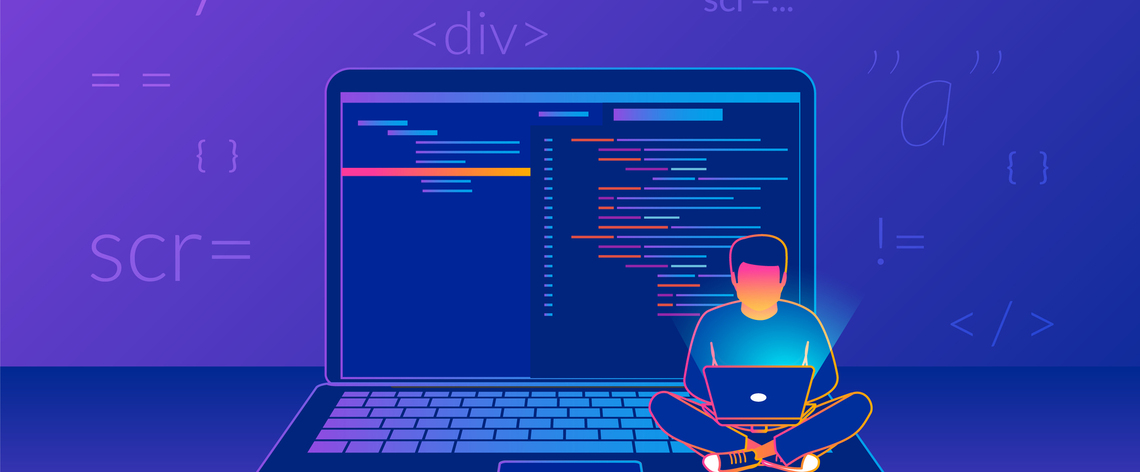 scr=...
<div>
= =
,, a ,,
{ }
{ }
scr=
!=
</>